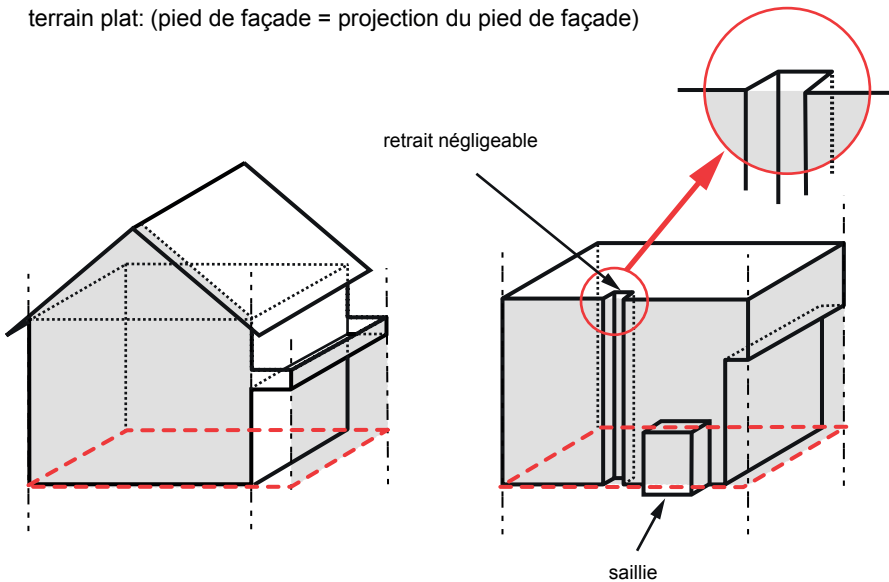 terrain plat: (pied de façade = projection du pied de façade)
retrait négligeable
saillie